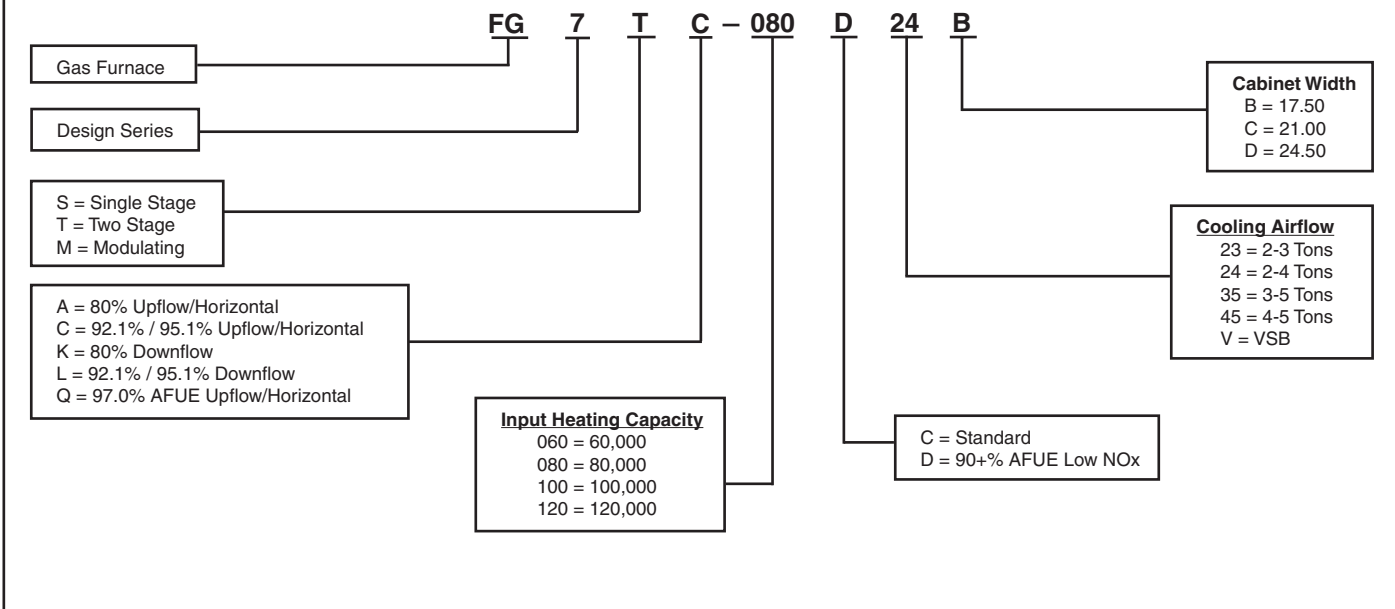 FG 7 T C – 080 D 24 B
Gas Furnace
Design Series
S = Single Stage
T = Two Stage
M = Modulating
A = 80% Upflow/Horizontal
C = 92.1% / 95.1% Upflow/Horizontal
K = 80% Downflow
L = 92.1% / 95.1% Downflow
Q = 97.0% AFUE Upflow/Horizontal
Input Heating Capacity
060 = 60,000
080 = 80,000
100 = 100,000
120 = 120,000
Cabinet Width
B = 17.50
C = 21.00
D = 24.50
Cooling Airflow
23 = 2-3 Tons
24 = 2-4 Tons
35 = 3-5 Tons
45 = 4-5 Tons
V = VSB
C = Standard
D = 90+% AFUE Low NOx